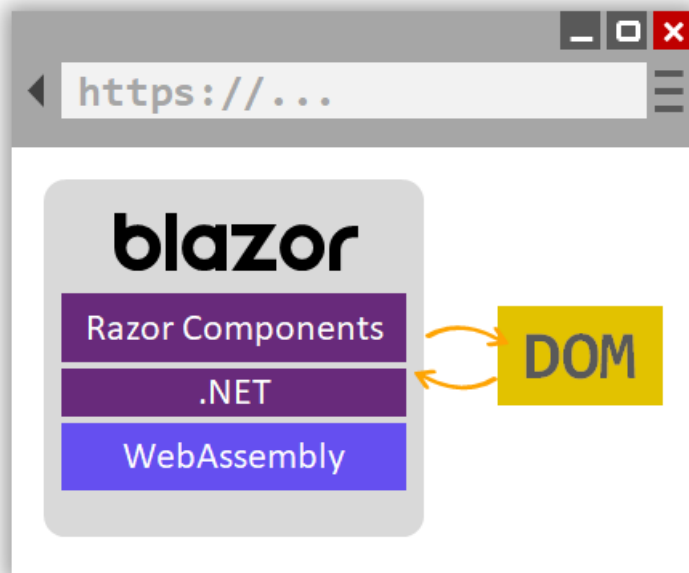 https://...
blazor
Razor Components
.NET
WebAssembly
DOM